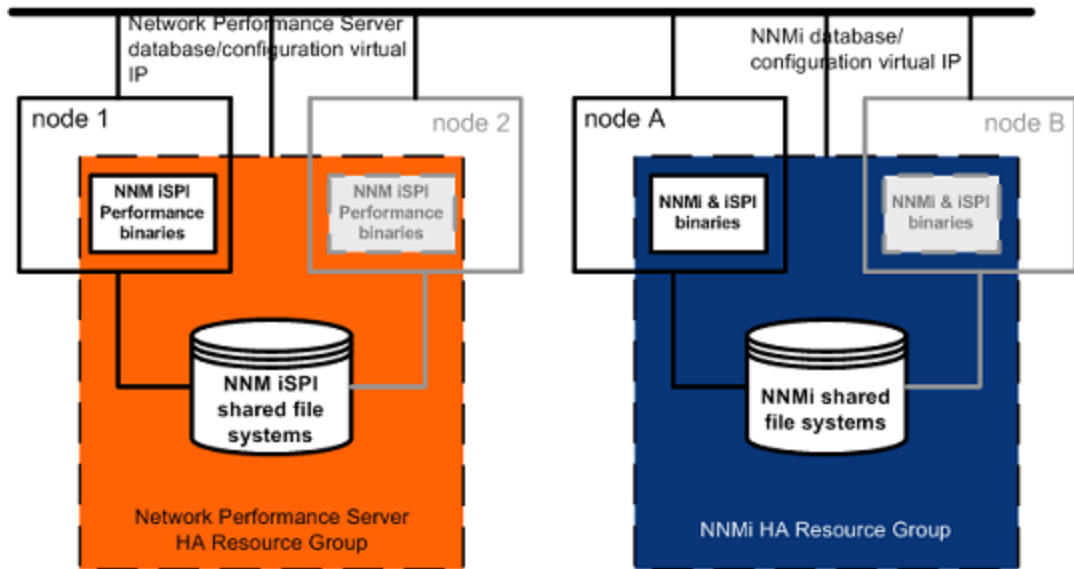 Network Performance Server
database/configuration virtual
IP
NNMi database/
configuration virtual IP
node 1
node 2
node A
node B
NNM iSPI
Performance
binaries
NNM iSPI
Performance
binaries
NNMi & iSPI
binaries
NNMi & iSPI
binaries
NNM iSPI
shared file
systems
NNMi shared
file systems
Network Performance Server
HA Resource Group
NNMi HA Resource Group